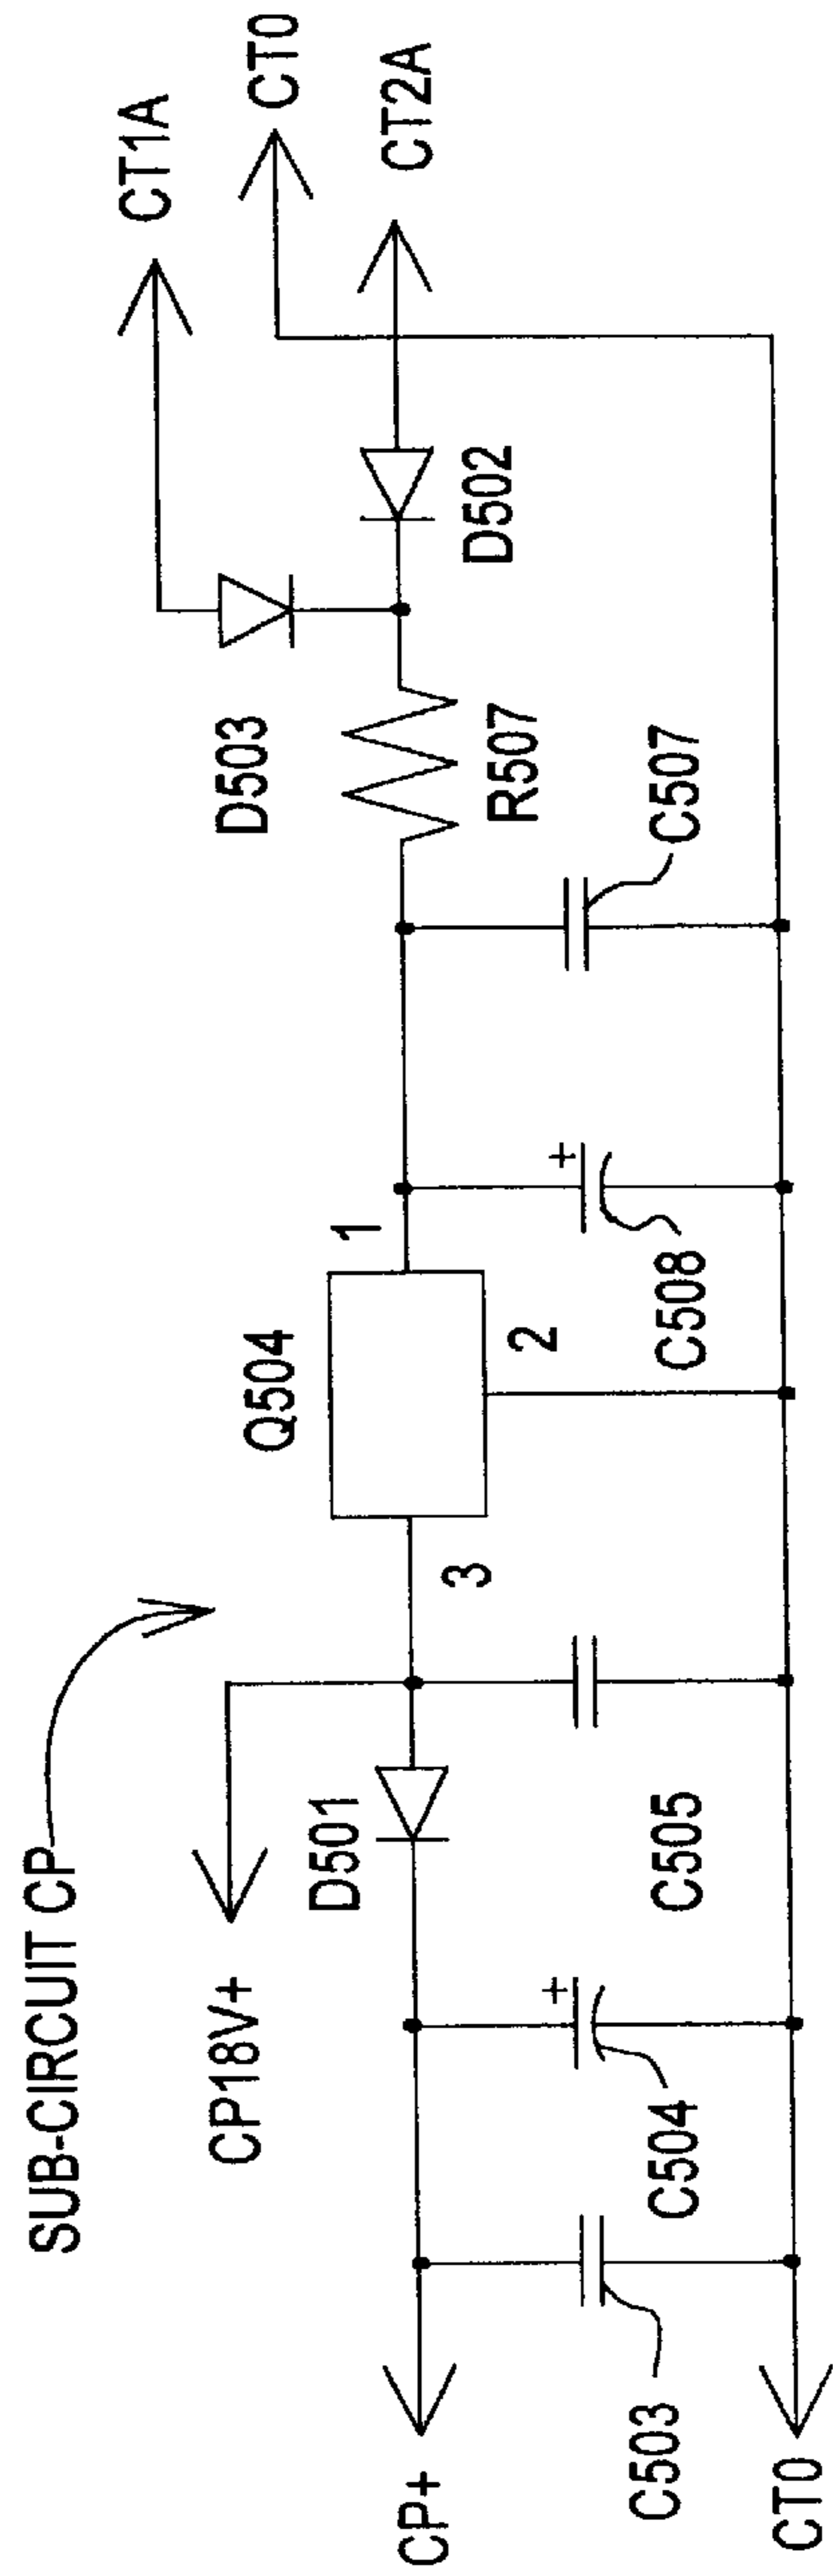 SUB-CIRCUIT CP
CT1A
CT0
CT2A
D503
D502
R507
C507
Q504
1
2
3
C508
CP18V+
D501
C505
+
+
C504
C503
CP+
CT0